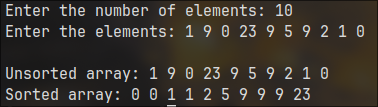 Enter the number of elements: 10
Enter the elements: 1 9 0 23 9 5 9 2 1 0
Unsorted array: 1 9 0 23 9 5 9 2 1 0
Sorted array: 0 0 1 1 2 5 9 9 9 23